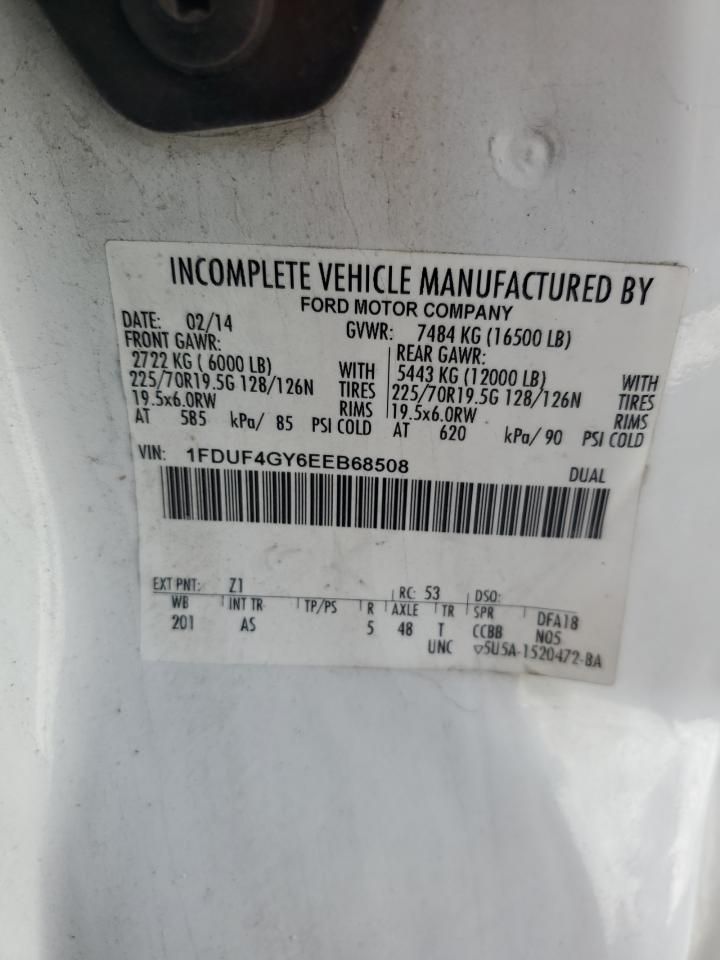 INCOMPLETE VEHICLE MANUFACTURED BY
FORD MOTOR COMPANY
DATE: 02/14 GVWR: 7484 KG (16500 LB)
FRONT GAWR: REAR GAWR:
2722 KG ( 6000 LB) WITH 5443 KG (12000 LB) WITH
225/70R19.5G 128/126N TIRES 225/70R19.5G 128/126N TIRES
19.5x6.0RW RIMS 19.5x6.0RW RIMS
AT 585 kPa/ 85 PSI COLD AT 620 kPa/ 90 PSI COLD
VIN: 1FDUF4GY6EEB68508 DUAL
EXT PNT: Z1 RC: 53 DSO:
WB INT TR TP/PS R AXLE TR SPR DFA18
201 AS 5 48 T CCBB N05
UNC ▽5U5A-1520472-BA